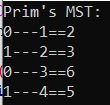 Prim's MST:
0---1==2
1---2==3
0---3==6
1---4==5